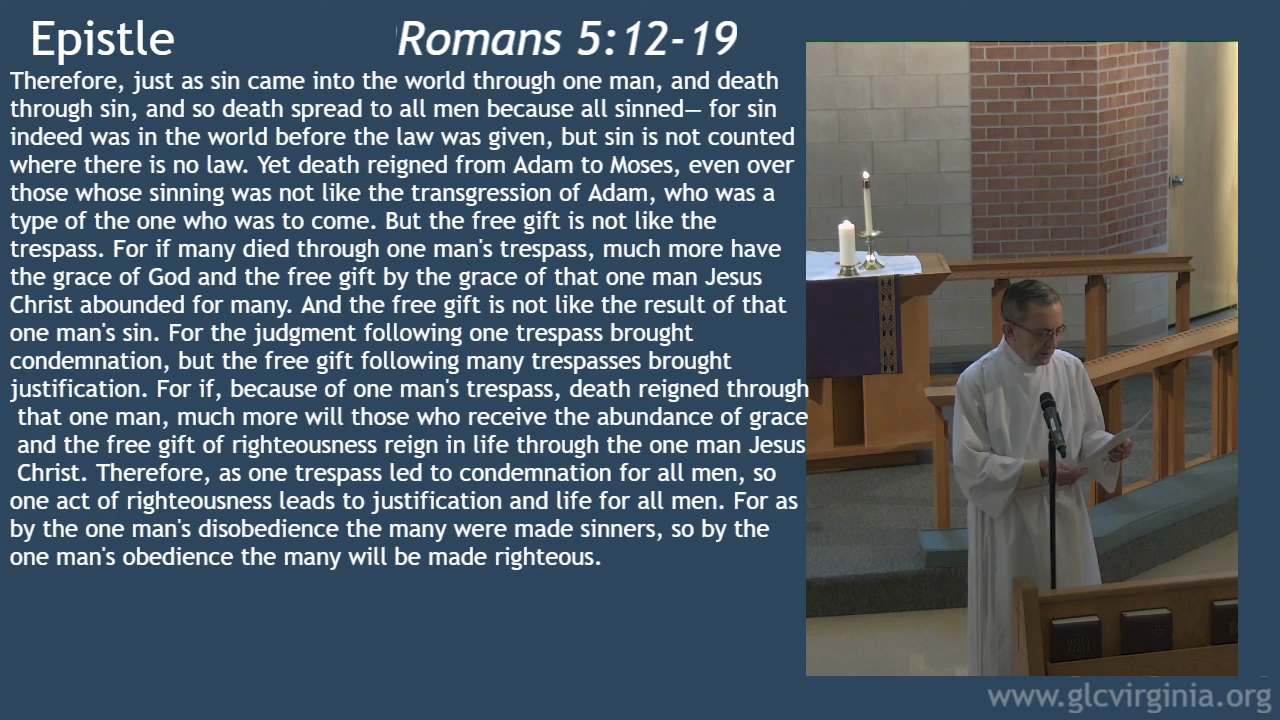 Epistle Romans 5:12-19
Therefore, just as sin came into the world through one man, and death
through sin, and so death spread to all men because all sinned— for sin
indeed was in the world before the law was given, but sin is not counted
where there is no law. Yet death reigned from Adam to Moses, even over
those whose sinning was not like the transgression of Adam, who was a
type of the one who was to come. But the free gift is not like the
trespass. For if many died through one man's trespass, much more have
the grace of God and the free gift by the grace of that one man Jesus
Christ abounded for many. And the free gift is not like the result of that
one man's sin. For the judgment following one trespass brought
condemnation, but the free gift following many trespasses brought
justification. For if, because of one man's trespass, death reigned through
that one man, much more will those who receive the abundance of grace
and the free gift of righteousness reign in life through the one man Jesus
Christ. Therefore, as one trespass led to condemnation for all men, so
one act of righteousness leads to justification and life for all men. For as
by the one man's disobedience the many were made sinners, so by the
one man's obedience the many will be made righteous.
www.glcvirginia.org